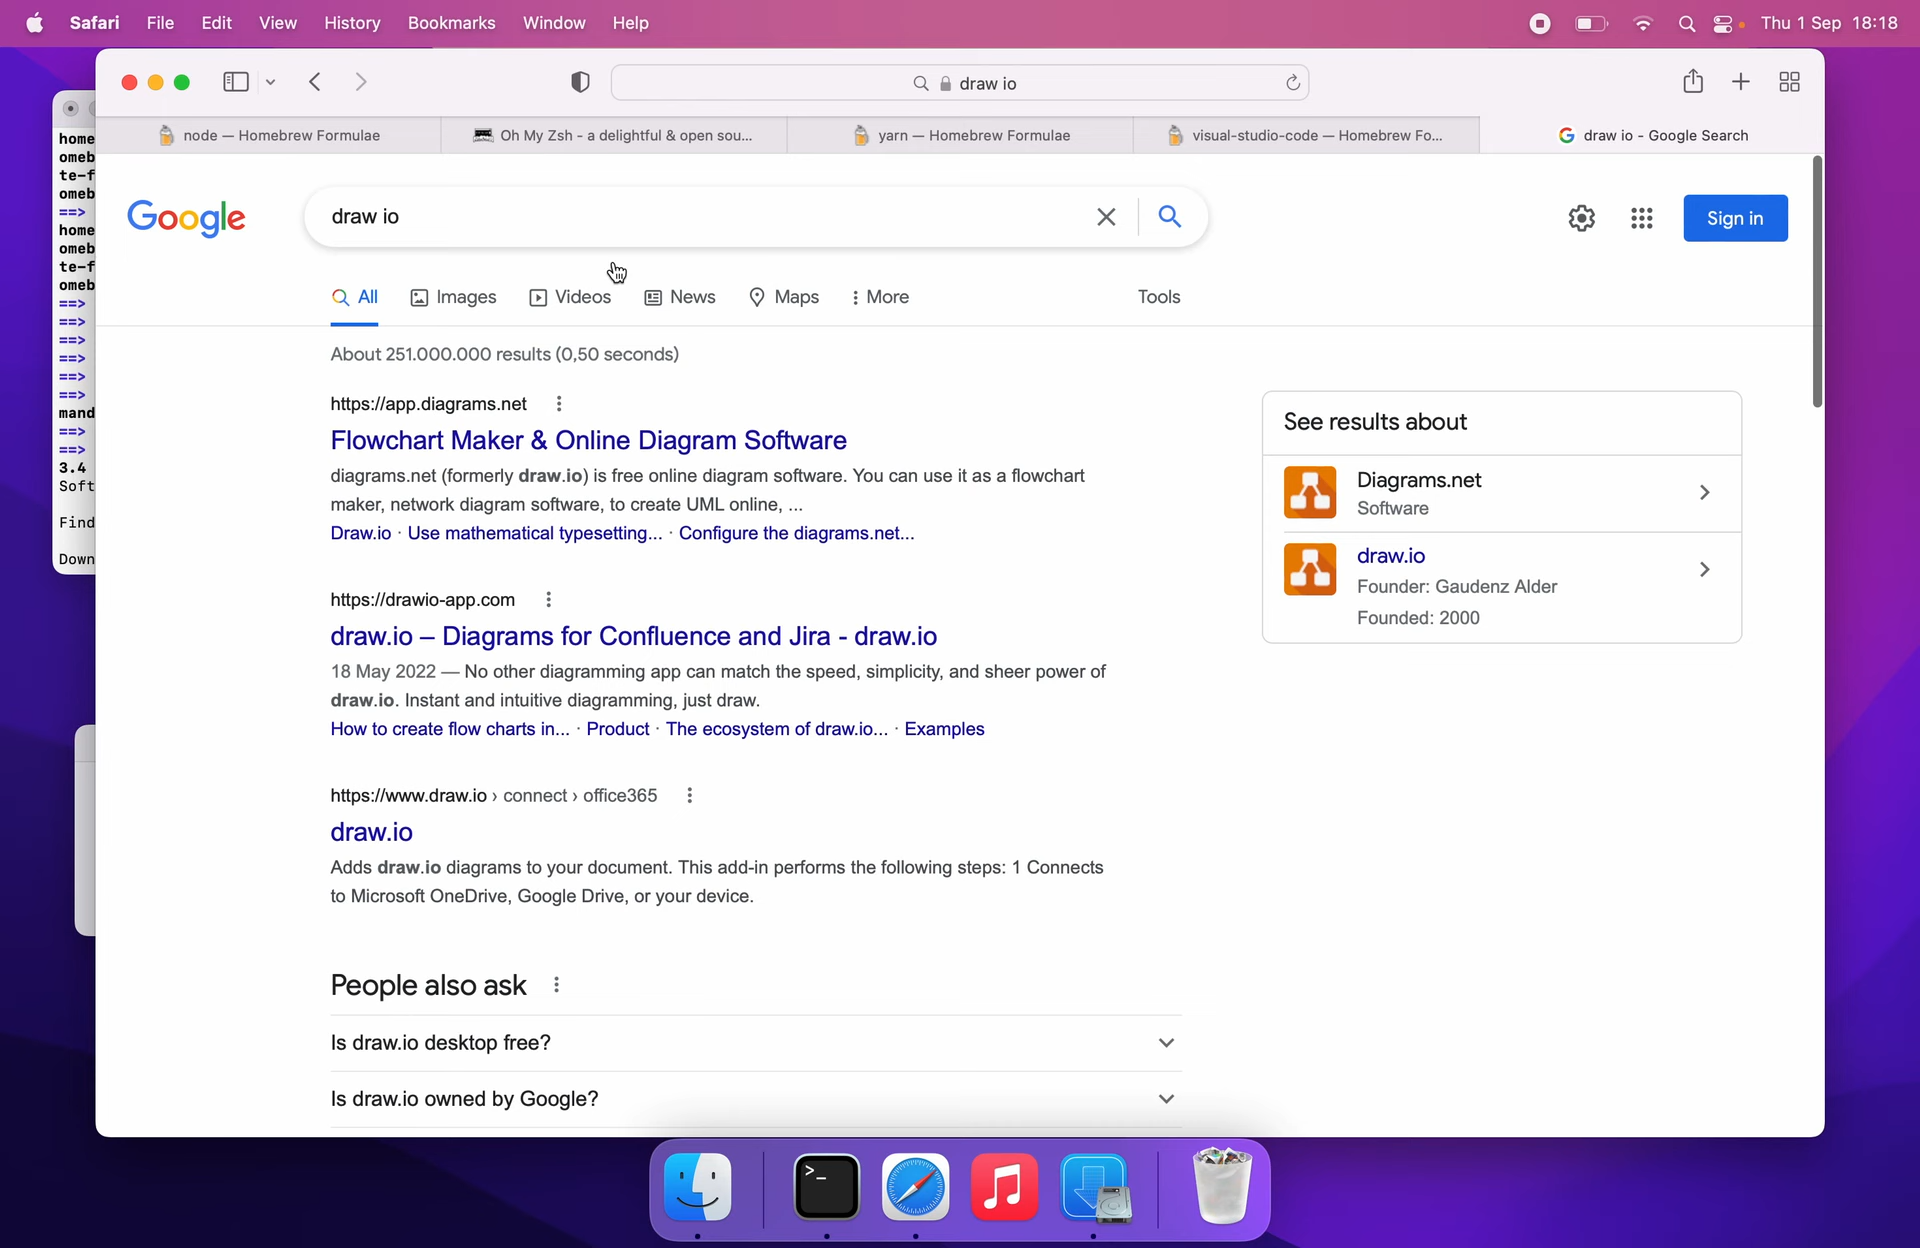 Safari File Edit View History Bookmarks Window Help Thu 1 Sep 18:18
draw io
node — Homebrew Formulae
Oh My Zsh - a delightful & open sou...
yarn — Homebrew Formulae
visual-studio-code — Homebrew Fo...
draw io - Google Search
home
omeb
te-f
omeb
==>
home
omeb
te-f
omeb
==>
==>
==>
==>
==>
==>
mand
==>
==>
3.4
Soft
Find
Down
Google
draw io
Sign in
All Images Videos News Maps More Tools
About 251.000.000 results (0,50 seconds)
https://app.diagrams.net
Flowchart Maker & Online Diagram Software
diagrams.net (formerly draw.io) is free online diagram software. You can use it as a flowchart
maker, network diagram software, to create UML online, ...
Draw.io · Use mathematical typesetting... · Configure the diagrams.net...
https://drawio-app.com
draw.io – Diagrams for Confluence and Jira - draw.io
18 May 2022 — No other diagramming app can match the speed, simplicity, and sheer power of
draw.io. Instant and intuitive diagramming, just draw.
How to create flow charts in... · Product · The ecosystem of draw.io... · Examples
https://www.draw.io › connect › office365
draw.io
Adds draw.io diagrams to your document. This add-in performs the following steps: 1 Connects
to Microsoft OneDrive, Google Drive, or your device.
People also ask
Is draw.io desktop free?
Is draw.io owned by Google?
See results about
Diagrams.net
Software
draw.io
Founder: Gaudenz Alder
Founded: 2000